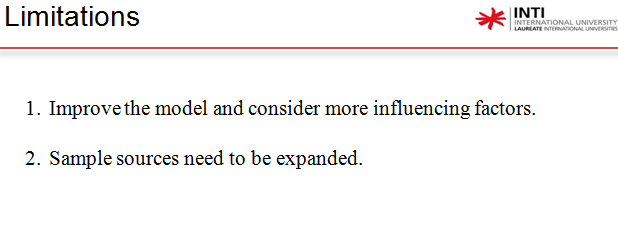 Limitations
INTI
INTERNATIONAL UNIVERSITY
LAUREATE INTERNATIONAL UNIVERSITIES
1. Improve the model and consider more influencing factors.
2. Sample sources need to be expanded.